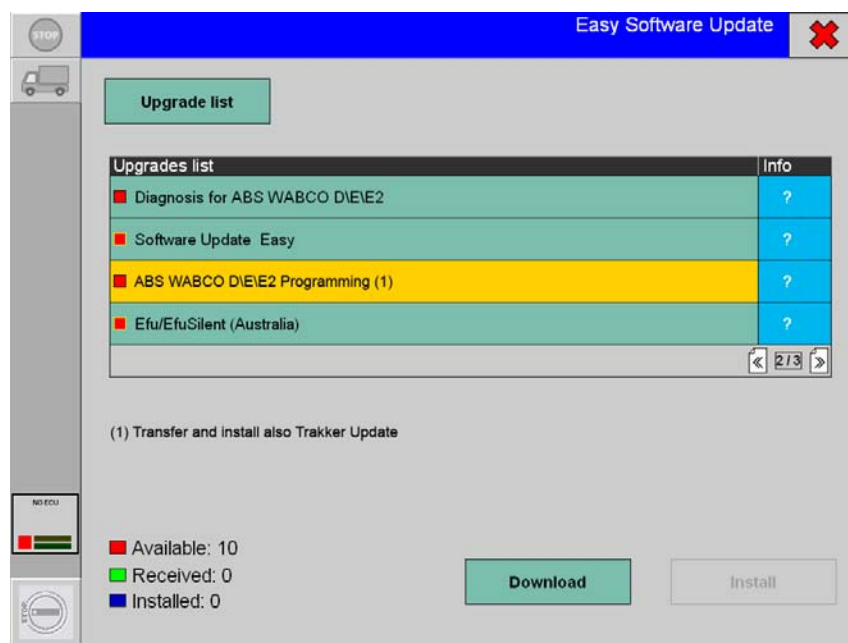 STOP
Easy Software Update
Upgrade list
Upgrades list Info
Diagnosis for ABS WABCO D\E\E2 ?
Software Update Easy ?
ABS WABCO D\E\E2 Programming (1) ?
Efu/EfuSilent (Australia) ?
2/3
(1) Transfer and install also Trakker Update
NO ECU
Available: 10
Received: 0
Installed: 0
Download
Install
STOP